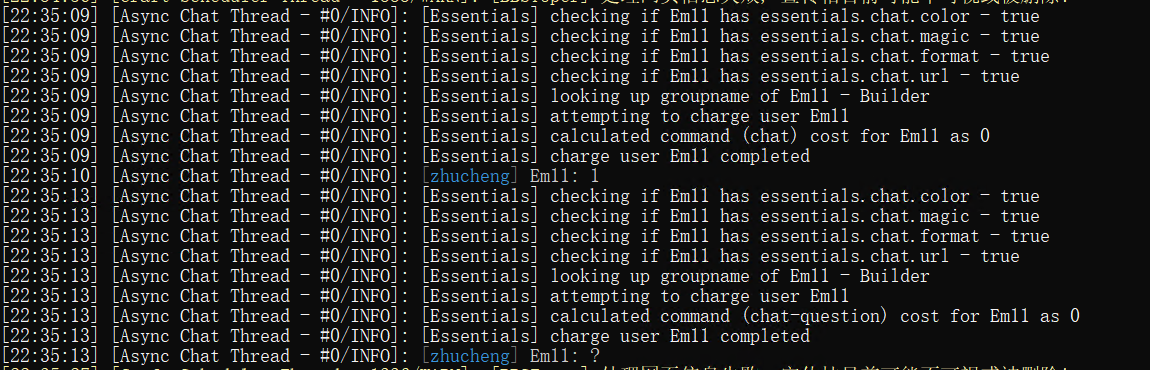 [22:35:09] [Async Chat Thread - #0/INFO]: [Essentials] checking if Em11 has essentials.chat.color - true
[22:35:09] [Async Chat Thread - #0/INFO]: [Essentials] checking if Em11 has essentials.chat.magic - true
[22:35:09] [Async Chat Thread - #0/INFO]: [Essentials] checking if Em11 has essentials.chat.format - true
[22:35:09] [Async Chat Thread - #0/INFO]: [Essentials] checking if Em11 has essentials.chat.url - true
[22:35:09] [Async Chat Thread - #0/INFO]: [Essentials] looking up groupname of Em11 - Builder
[22:35:09] [Async Chat Thread - #0/INFO]: [Essentials] attempting to charge user Em11
[22:35:09] [Async Chat Thread - #0/INFO]: [Essentials] calculated command (chat) cost for Em11 as 0
[22:35:09] [Async Chat Thread - #0/INFO]: [Essentials] charge user Em11 completed
[22:35:10] [Async Chat Thread - #0/INFO]: [zhucheng] Em11: 1
[22:35:13] [Async Chat Thread - #0/INFO]: [Essentials] checking if Em11 has essentials.chat.color - true
[22:35:13] [Async Chat Thread - #0/INFO]: [Essentials] checking if Em11 has essentials.chat.magic - true
[22:35:13] [Async Chat Thread - #0/INFO]: [Essentials] checking if Em11 has essentials.chat.format - true
[22:35:13] [Async Chat Thread - #0/INFO]: [Essentials] checking if Em11 has essentials.chat.url - true
[22:35:13] [Async Chat Thread - #0/INFO]: [Essentials] looking up groupname of Em11 - Builder
[22:35:13] [Async Chat Thread - #0/INFO]: [Essentials] attempting to charge user Em11
[22:35:13] [Async Chat Thread - #0/INFO]: [Essentials] calculated command (chat-question) cost for Em11 as 0
[22:35:13] [Async Chat Thread - #0/INFO]: [Essentials] charge user Em11 completed
[22:35:13] [Async Chat Thread - #0/INFO]: [zhucheng] Em11: ?